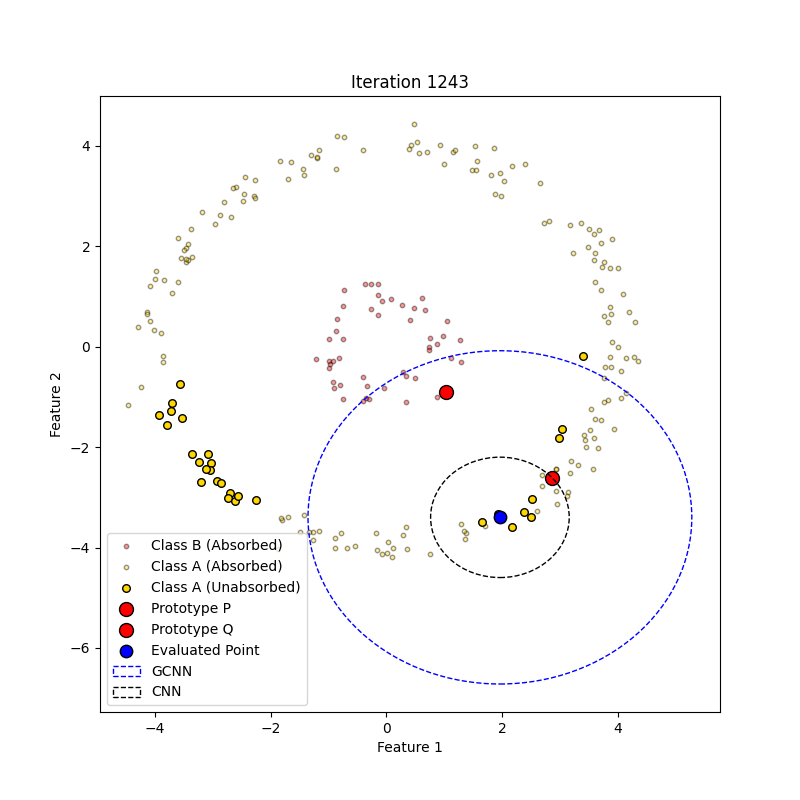 Iteration 1243
4
2
0
−2
−4
−6
Feature 2
Class B (Absorbed)
Class A (Absorbed)
Class A (Unabsorbed)
Prototype P
Prototype Q
Evaluated Point
GCNN
CNN
−4 −2 0 2 4
Feature 1